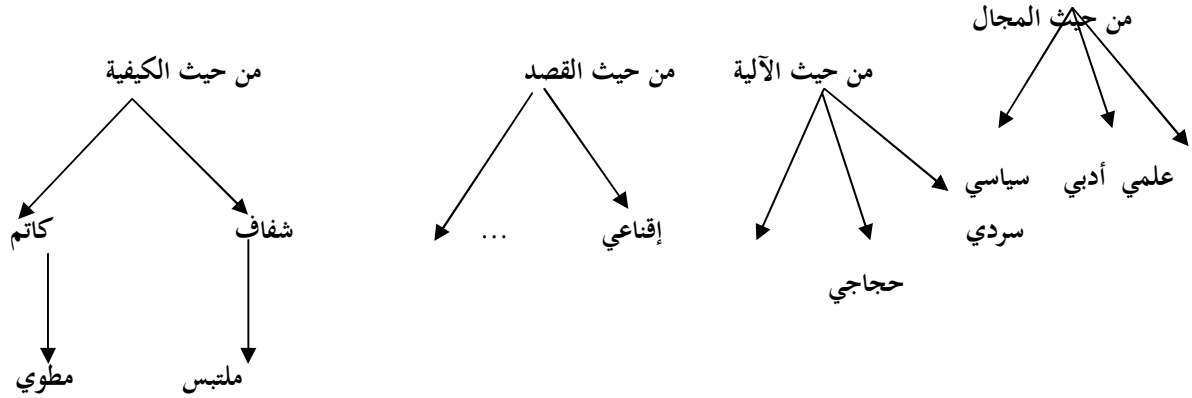 من حيث المجال
من حيث الآلية
من حيث القصد
من حيث الكيفية
علمي أدبي سياسي
سردي
إقناعي ...
شفاف
كاتم
حجاجي
ملتبس
مطوي